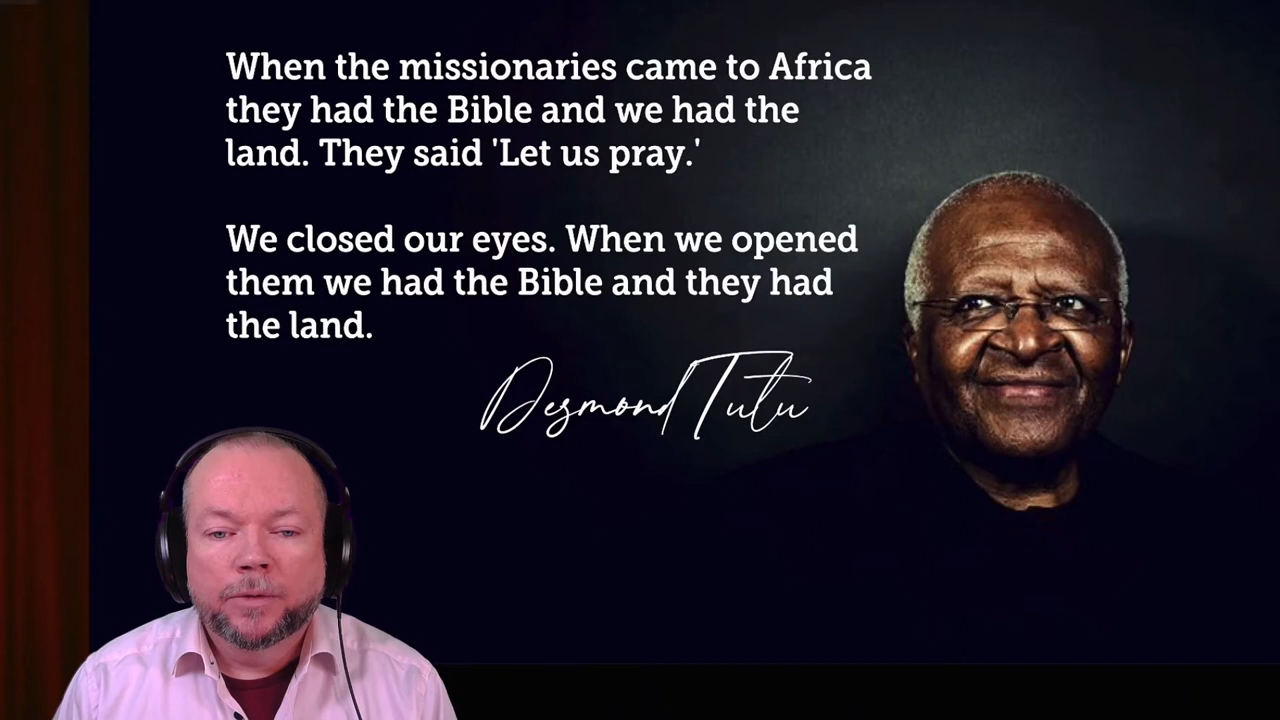 When the missionaries came to Africa
they had the Bible and we had the
land. They said 'Let us pray.'
We closed our eyes. When we opened
them we had the Bible and they had
the land.
Desmond Tutu